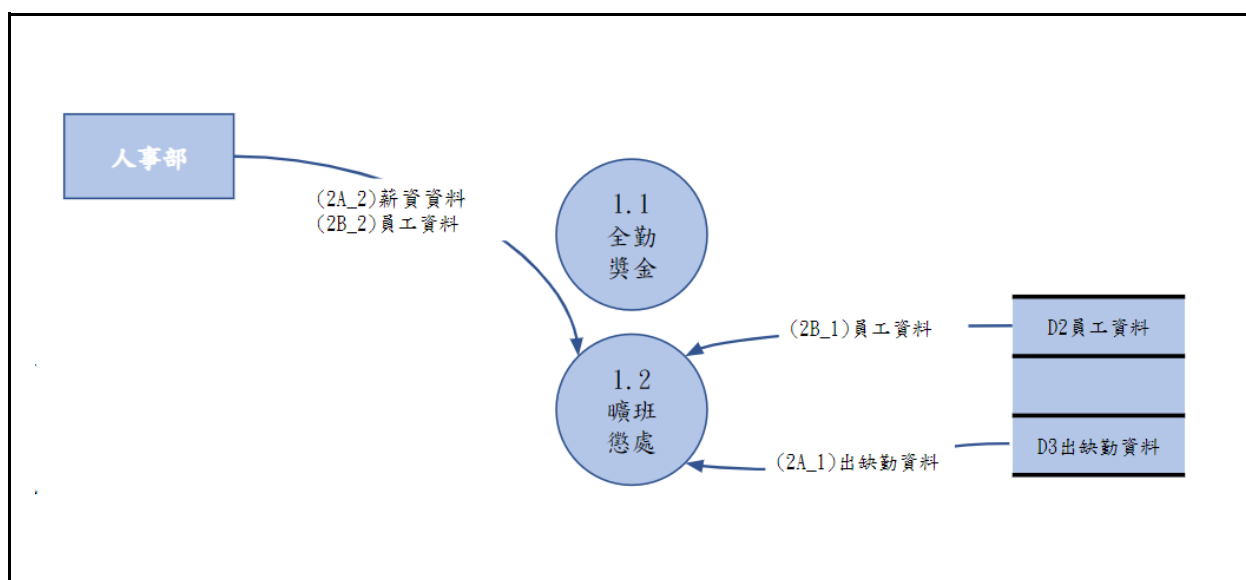 人事部
(2A_2)薪資資料
(2B_2)員工資料
1.1
全勤
獎金
(2B_1)員工資料
D2員工資料
1.2
曠班
懲處
(2A_1)出缺勤資料
D3出缺勤資料